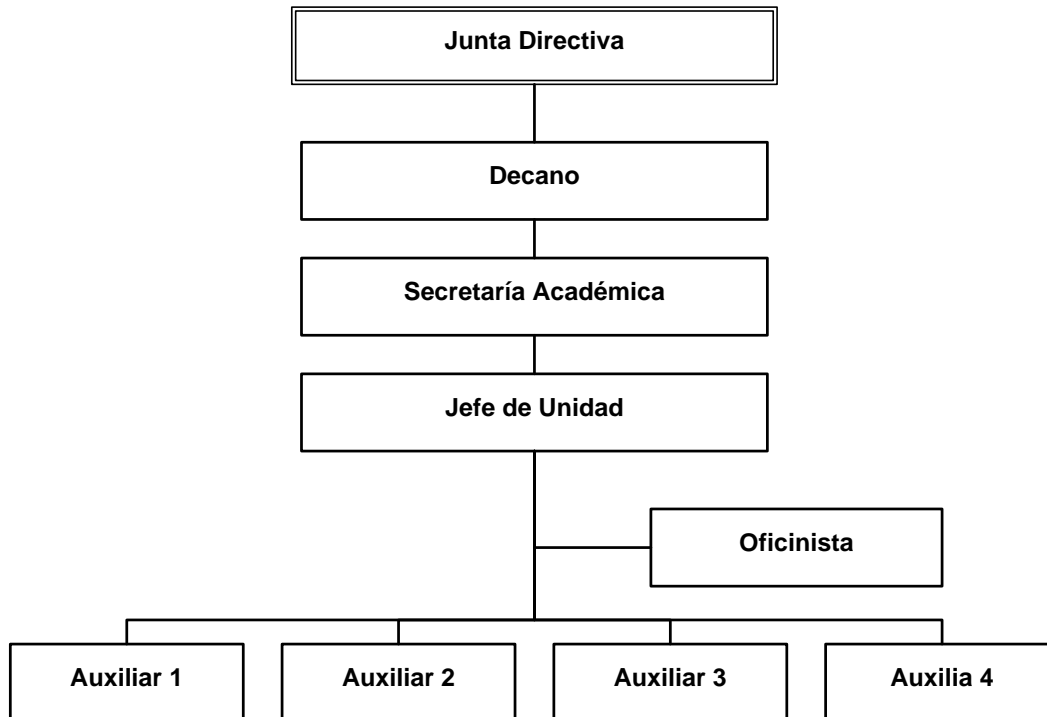 Junta Directiva
Decano
Secretaría Académica
Jefe de Unidad
Oficinista
Auxiliar 1
Auxiliar 2
Auxiliar 3
Auxilia 4